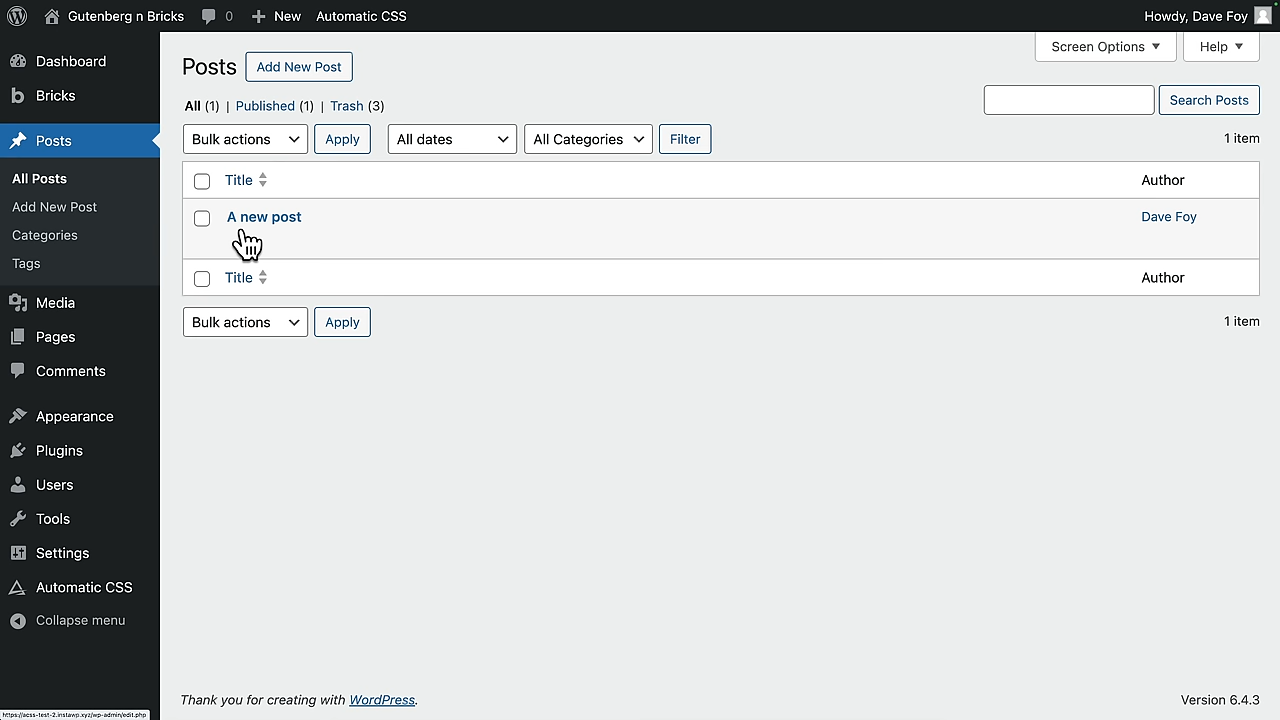 Gutenberg n Bricks 0 New Automatic CSS Howdy, Dave Foy
Screen Options Help
Dashboard
Bricks
Posts
All Posts
Add New Post
Categories
Tags
Media
Pages
Comments
Appearance
Plugins
Users
Tools
Settings
Automatic CSS
Collapse menu
Posts Add New Post
All (1) | Published (1) | Trash (3)
Search Posts
Bulk actions Apply All dates All Categories Filter 1 item
Title Author
A new post Dave Foy
Title Author
Bulk actions Apply 1 item
Thank you for creating with WordPress. Version 6.4.3
https://acss-test-2.instawp.xyz/wp-admin/edit.php